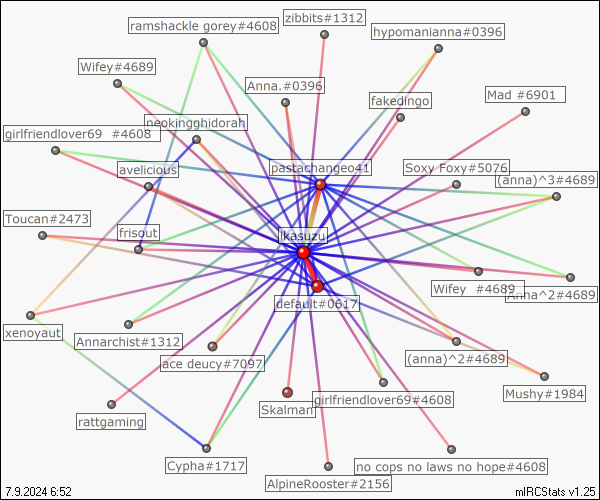 zibbits#1312
ramshackle gorey#4608
hypomanianna#0396
Wifey#4689
Anna.#0396
fakedingo
Mad #6901
neokingghidorah
girlfriendlover69 #4608
avelicious
pastachangeo41
Soxy Foxy#5076
(anna)^3#4689
Toucan#2473
frisout
ikasuzu
Wifey #4689
Anna^2#4689
default#0617
xenoyaut
Annarchist#1312
ace deucy#7097
(anna)^2#4689
Mushy#1984
rattgaming
Skalman
girlfriendlover69#4608
Cypha#1717
AlpineRooster#2156
no cops no laws no hope#4608
7.9.2024 6:52
mIRCStats v1.25